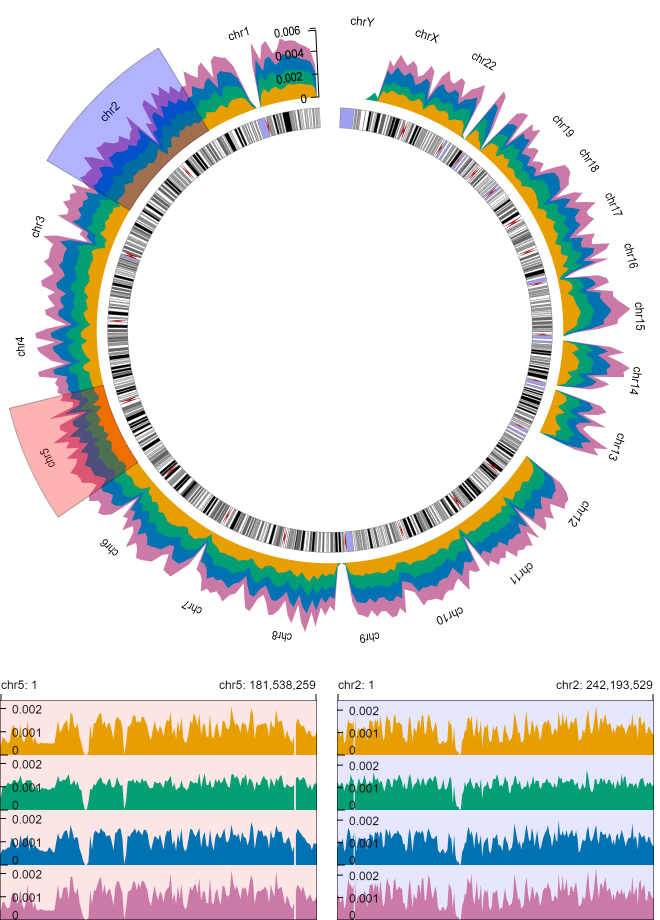 chrY
chr1
0.006
0.004
0.002
0
chrX
chr22
chr19
chr18
chr17
chr16
chr15
chr14
chr13
chr12
chr11
chr10
chr9
chr8
chr7
chr6
chr5
chr4
chr3
chr2
chr5: 1
chr5: 181,538,259
chr2: 1
chr2: 242,193,529
0.002
0.001
0
0.002
0.001
0
0.002
0.001
0
0.002
0.001
0
0.002
0.001
0
0.002
0.001
0
0.002
0.001
0
0.002
0.001
0